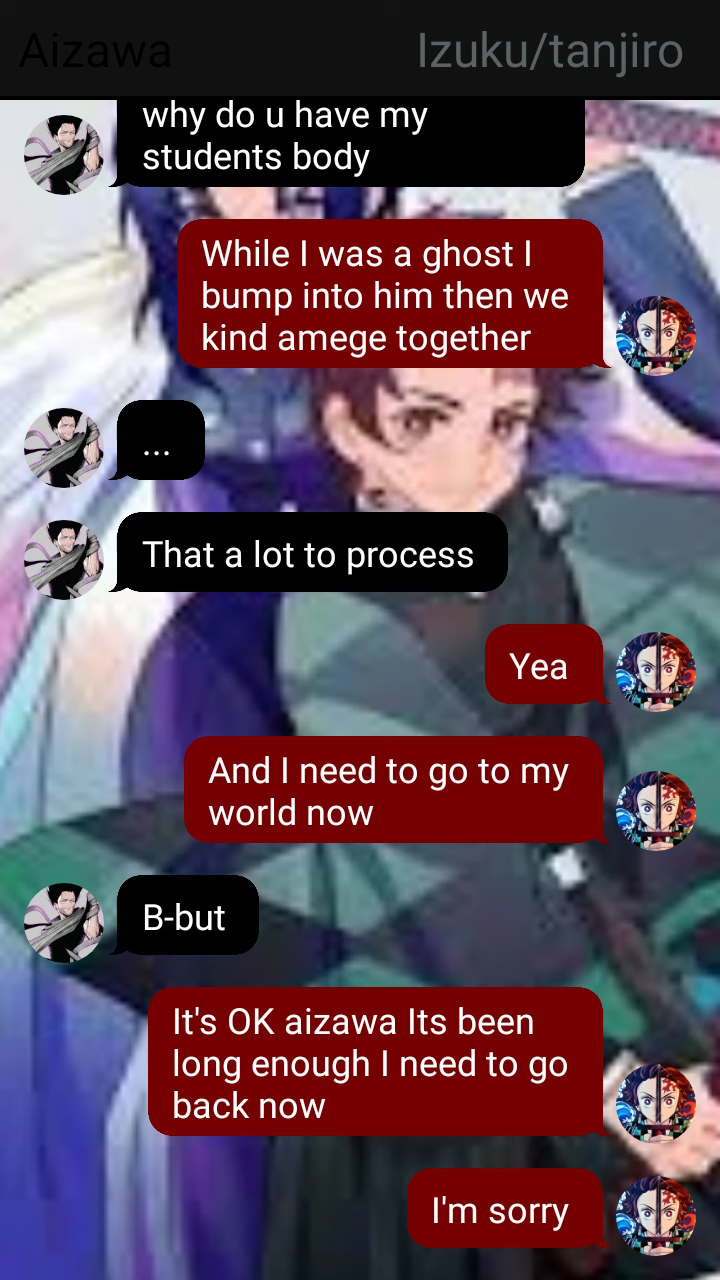 Aizawa Izuku/tanjiro
why do u have my
students body
While I was a ghost I
bump into him then we
kind amege together
...
That a lot to process
Yea
And I need to go to my
world now
B-but
It's OK aizawa Its been
long enough I need to go
back now
I'm sorry